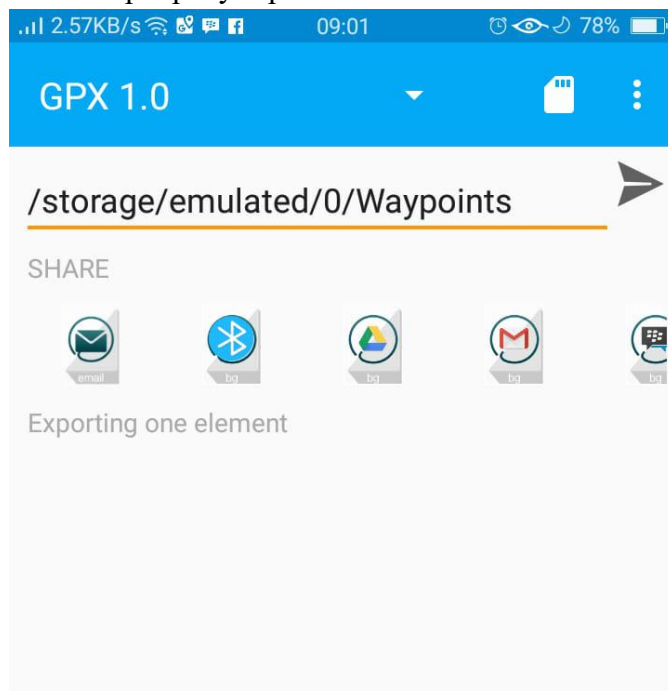 2.57KB/s 09:01 78%
GPX 1.0
/storage/emulated/0/Waypoints
SHARE
email bg bg bg bg
Exporting one element